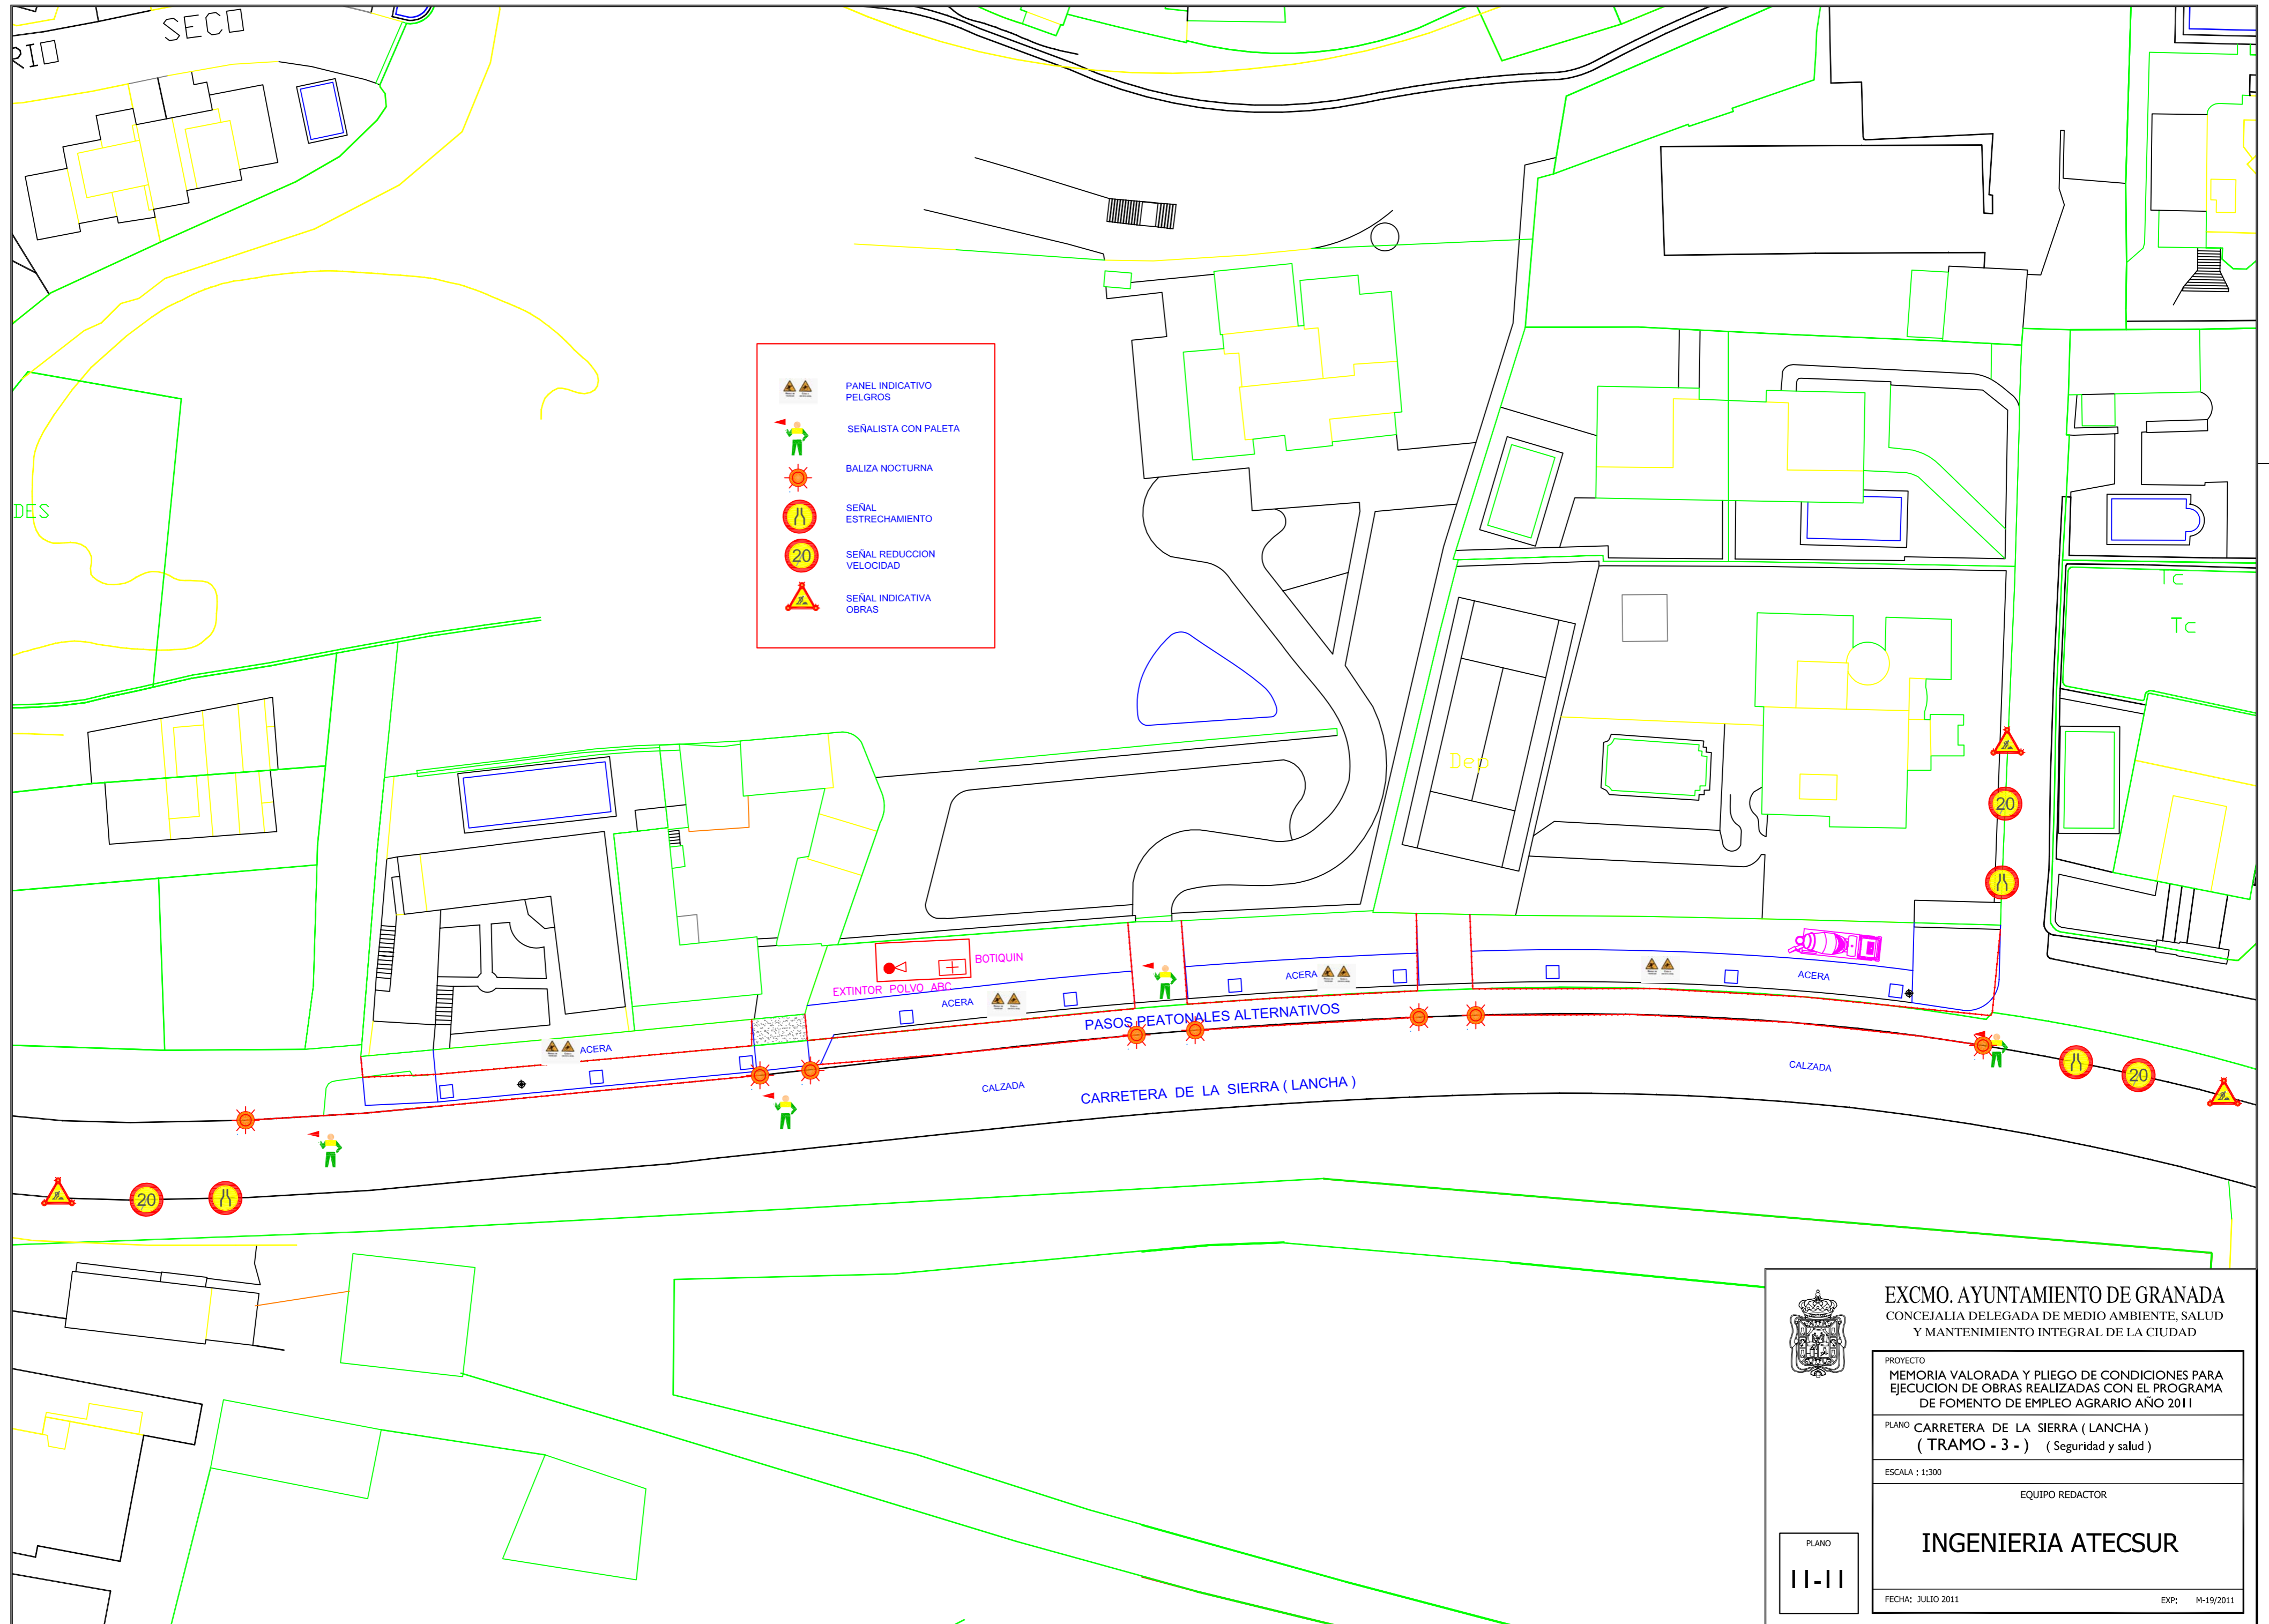 SECO
RIO
DES
PANEL INDICATIVO
PELGROS
SEÑALISTA CON PALETA
BALIZA NOCTURNA
SEÑAL
ESTRECHAMIENTO
20
SEÑAL REDUCCION
VELOCIDAD
SEÑAL INDICATIVA
OBRAS
Tc
Tc
Dep
20
BOTIQUIN
EXTINTOR POLVO ABC
ACERA
ACERA
ACERA
ACERA
PASOS PEATONALES ALTERNATIVOS
CALZADA
CALZADA
CARRETERA DE LA SIERRA ( LANCHA )
20
20
EXCMO. AYUNTAMIENTO DE GRANADA
CONCEJALIA DELEGADA DE MEDIO AMBIENTE, SALUD
Y MANTENIMIENTO INTEGRAL DE LA CIUDAD
PROYECTO
MEMORIA VALORADA Y PLIEGO DE CONDICIONES PARA
EJECUCION DE OBRAS REALIZADAS CON EL PROGRAMA
DE FOMENTO DE EMPLEO AGRARIO AÑO 2011
PLANO CARRETERA DE LA SIERRA ( LANCHA )
( TRAMO - 3 - ) ( Seguridad y salud )
ESCALA : 1:300
EQUIPO REDACTOR
INGENIERIA ATECSUR
PLANO
11-11
FECHA: JULIO 2011 EXP: M-19/2011